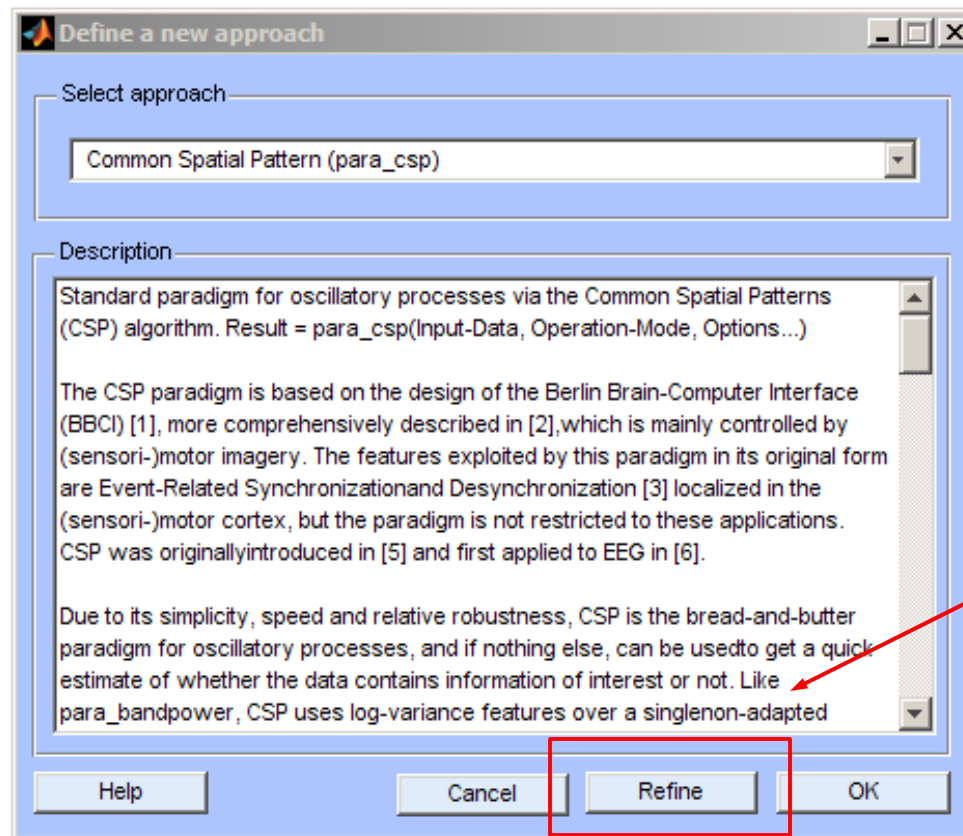 Define a new approach
Select approach
Common Spatial Pattern (para_csp)
Description
Standard paradigm for oscillatory processes via the Common Spatial Patterns
(CSP) algorithm. Result = para_csp(Input-Data, Operation-Mode, Options...)
The CSP paradigm is based on the design of the Berlin Brain-Computer Interface
(BBCI) [1], more comprehensively described in [2],which is mainly controlled by
(sensori-)motor imagery. The features exploited by this paradigm in its original form
are Event-Related Synchronizationand Desynchronization [3] localized in the
(sensori-)motor cortex, but the paradigm is not restricted to these applications.
CSP was originallyintroduced in [5] and first applied to EEG in [6].
Due to its simplicity, speed and relative robustness, CSP is the bread-and-butter
paradigm for oscillatory processes, and if nothing else, can be usedto get a quick
estimate of whether the data contains information of interest or not. Like
para_bandpower, CSP uses log-variance features over a singlenon-adapted
Help
Cancel
Refine
OK